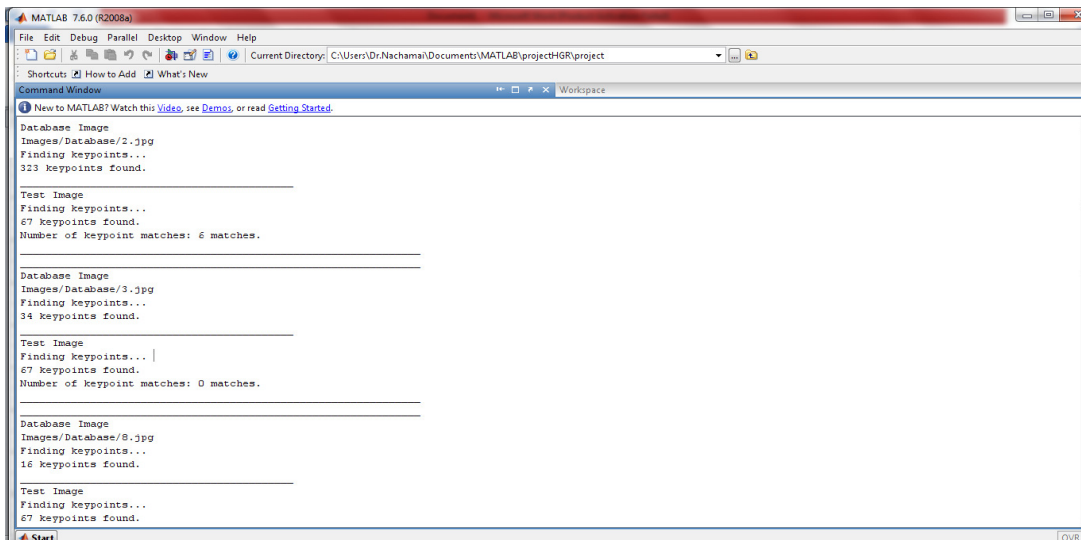 MATLAB 7.6.0 (R2008a)
File Edit Debug Parallel Desktop Window Help
Current Directory: C:\Users\Dr.Nachamai\Documents\MATLAB\projectHGR\project
Shortcuts How to Add What's New
Command Window
Workspace
New to MATLAB? Watch this Video, see Demos, or read Getting Started.
Database Image
Images/Database/2.jpg
Finding keypoints...
323 keypoints found.
Test Image
Finding keypoints...
67 keypoints found.
Number of keypoint matches: 6 matches.
Database Image
Images/Database/3.jpg
Finding keypoints...
34 keypoints found.
Test Image
Finding keypoints...
67 keypoints found.
Number of keypoint matches: 0 matches.
Database Image
Images/Database/8.jpg
Finding keypoints...
16 keypoints found.
Test Image
Finding keypoints...
67 keypoints found.
Start
OVR